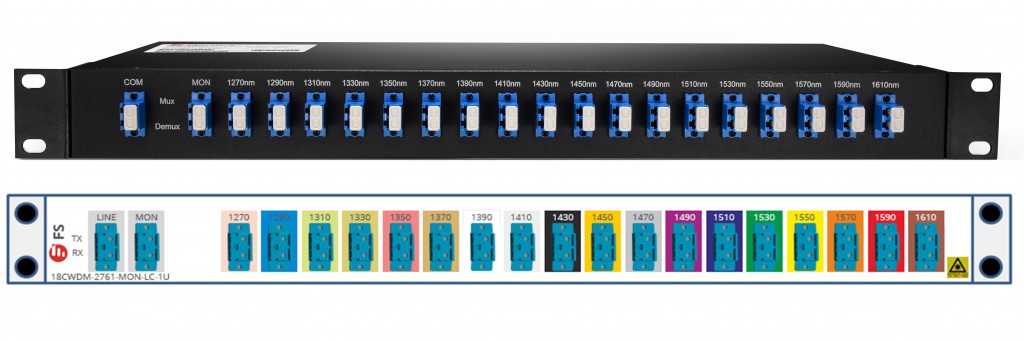 COM MON 1270nm 1290nm 1310nm 1330nm 1350nm 1370nm 1390nm 1410nm 1430nm 1450nm 1470nm 1490nm 1510nm 1530nm 1550nm 1570nm 1590nm 1610nm
Mux
Demux
LINE MON 1270 1290 1310 1330 1350 1370 1390 1410 1430 1450 1470 1490 1510 1530 1550 1570 1590 1610
FS
TX
RX
18CWDM-2761-MON-LC-1U